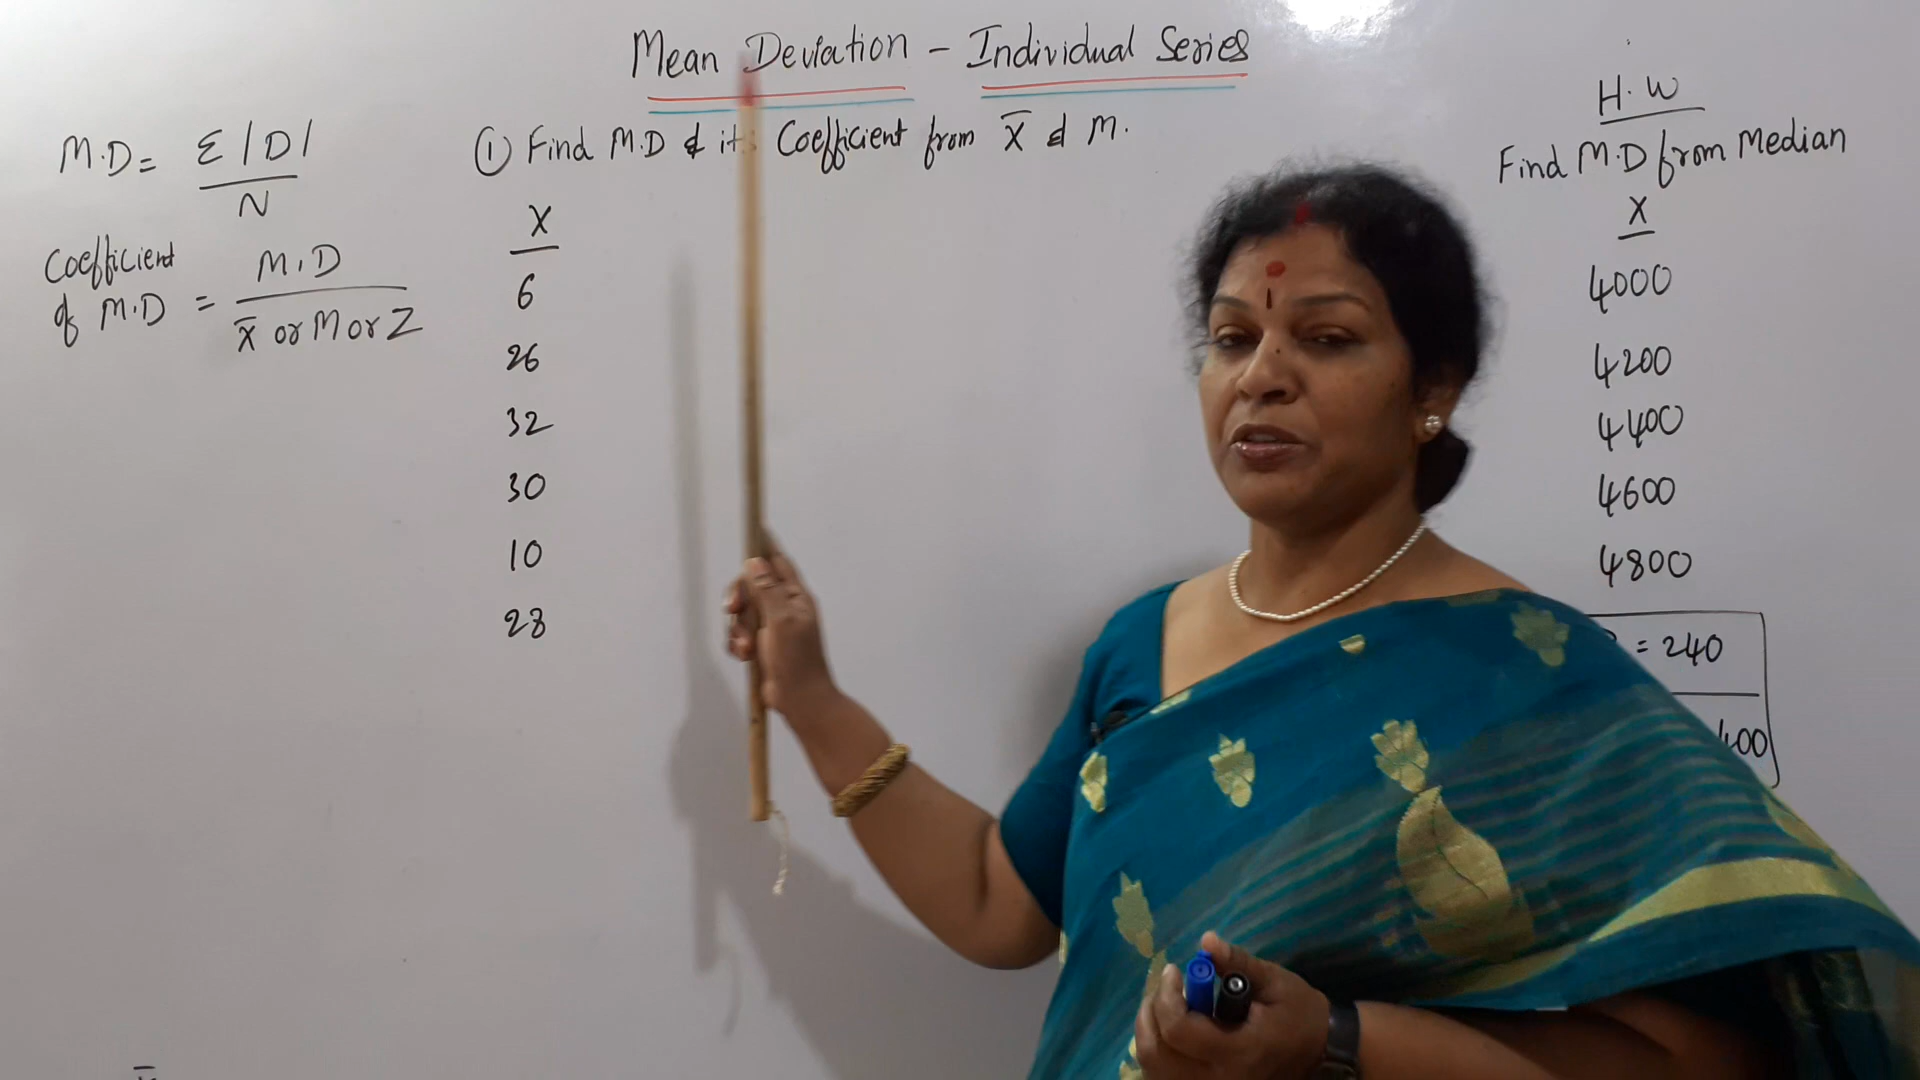 Mean Deviation - Individual Series
M.D = Σ|D| / N
Coefficient of M.D = M.D / X̄ or M or Z
① Find M.D & its Coefficient from X̄ & M.
X
6
26
32
30
10
28
H.W
Find M.D from Median
X
4000
4200
4400
4600
4800
= 240
400
X̄